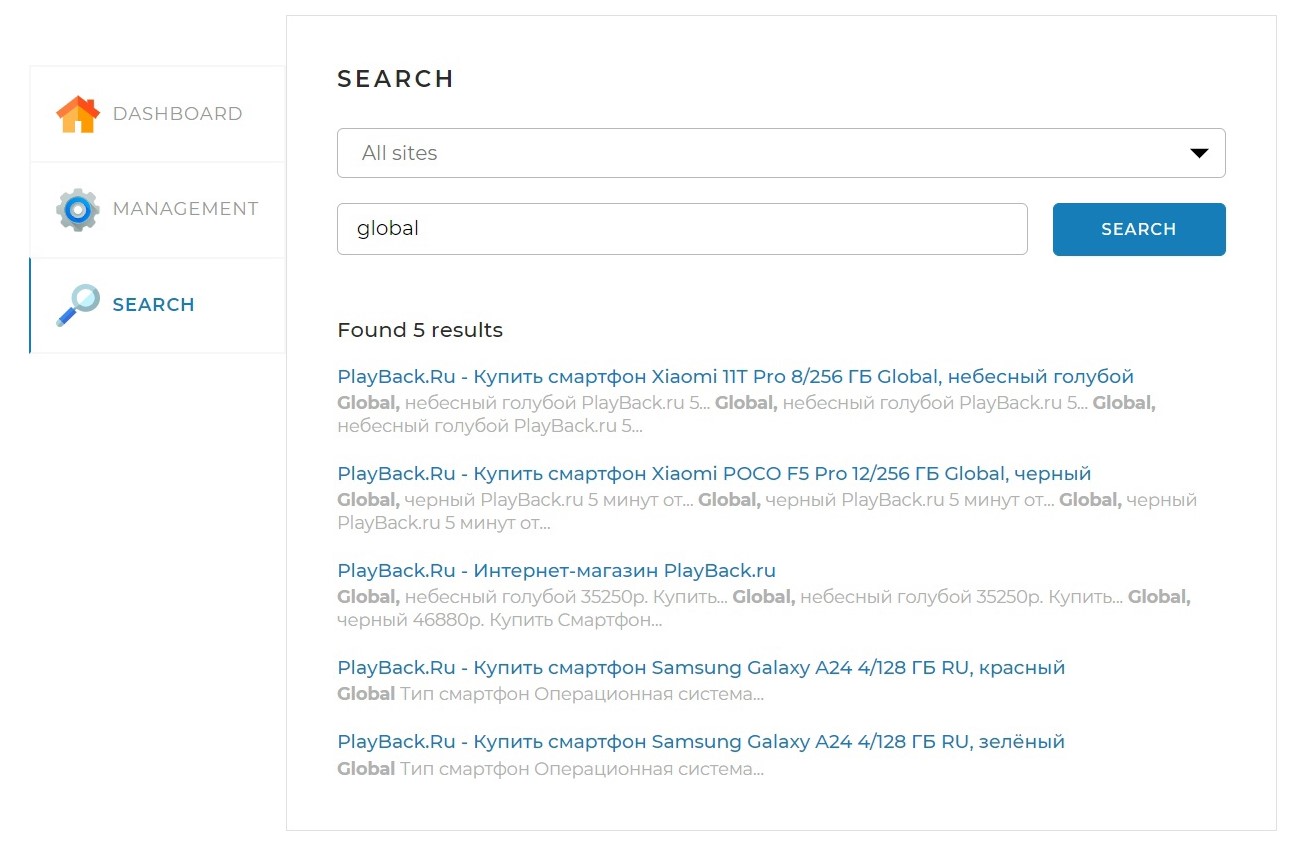 DASHBOARD
MANAGEMENT
SEARCH
SEARCH
All sites
global
SEARCH
Found 5 results
PlayBack.Ru - Купить смартфон Xiaomi 11T Pro 8/256 ГБ Global, небесный голубой
Global, небесный голубой PlayBack.ru 5... Global, небесный голубой PlayBack.ru 5... Global,
небесный голубой PlayBack.ru 5...
PlayBack.Ru - Купить смартфон Xiaomi POCO F5 Pro 12/256 ГБ Global, черный
Global, черный PlayBack.ru 5 минут от... Global, черный PlayBack.ru 5 минут от... Global, черный
PlayBack.ru 5 минут от...
PlayBack.Ru - Интернет-магазин PlayBack.ru
Global, небесный голубой 35250р. Купить... Global, небесный голубой 35250р. Купить... Global,
черный 46880р. Купить Смартфон...
PlayBack.Ru - Купить смартфон Samsung Galaxy A24 4/128 ГБ RU, красный
Global Тип смартфон Операционная система...
PlayBack.Ru - Купить смартфон Samsung Galaxy A24 4/128 ГБ RU, зелёный
Global Тип смартфон Операционная система...